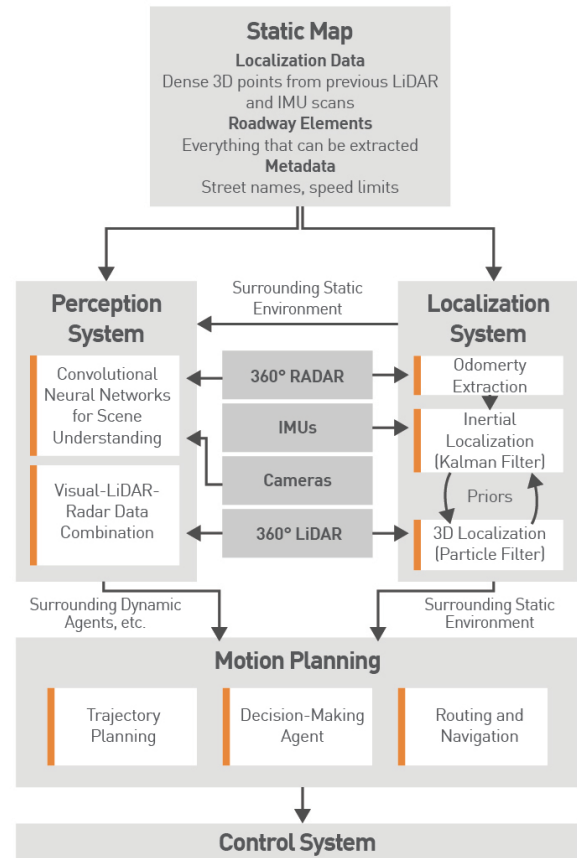 Static Map
Localization Data
Dense 3D points from previous LiDAR
and IMU scans
Roadway Elements
Everything that can be extracted
Metadata
Street names, speed limits
Perception
System
Surrounding Static
Environment
Localization
System
Convolutional
Neural Networks
for Scene
Understanding
Visual-LiDAR-
Radar Data
Combination
360° RADAR
IMUs
Cameras
360° LiDAR
Odomerty
Extraction
Inertial
Localization
(Kalman Filter)
Priors
3D Localization
(Particle Filter)
Surrounding Dynamic
Agents, etc.
Surrounding Static
Environment
Motion Planning
Trajectory
Planning
Decision-Making
Agent
Routing and
Navigation
Control System